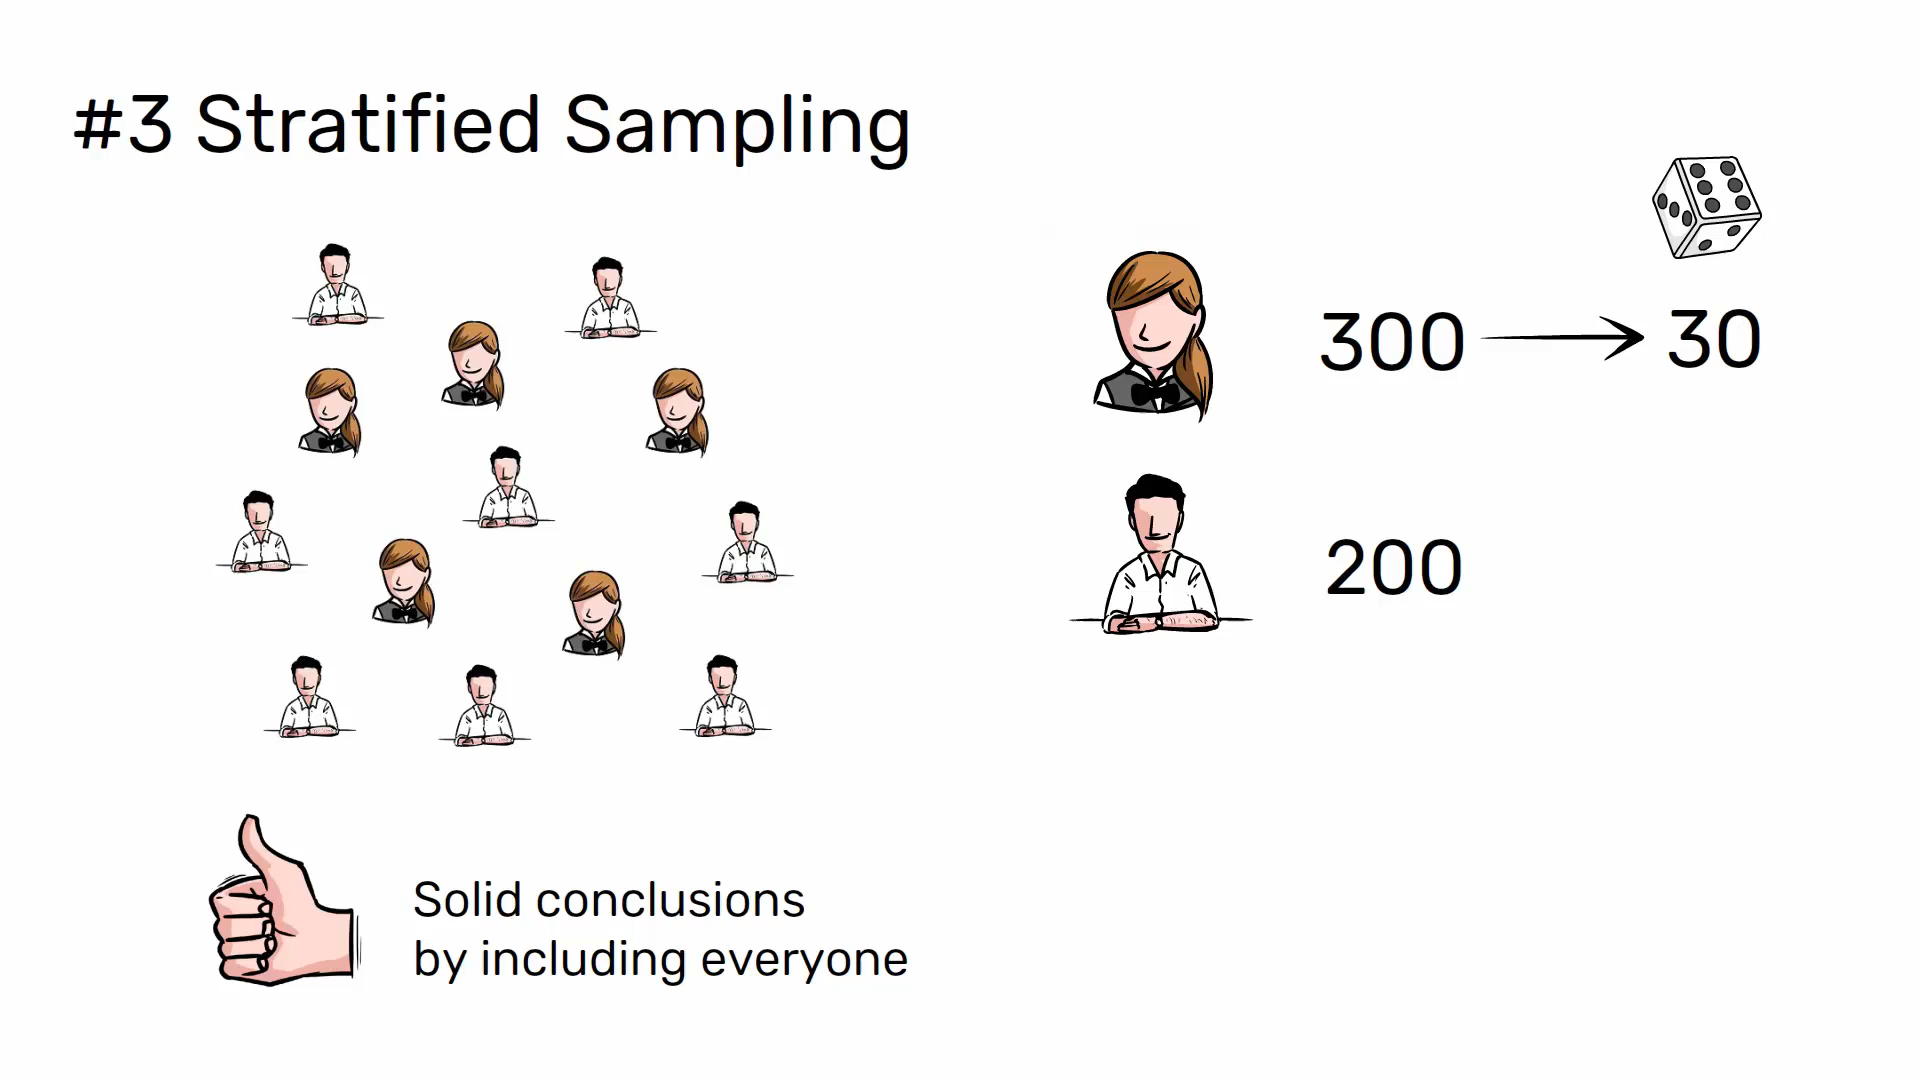 #3 Stratified Sampling
300
30
200
Solid conclusions
by including everyone